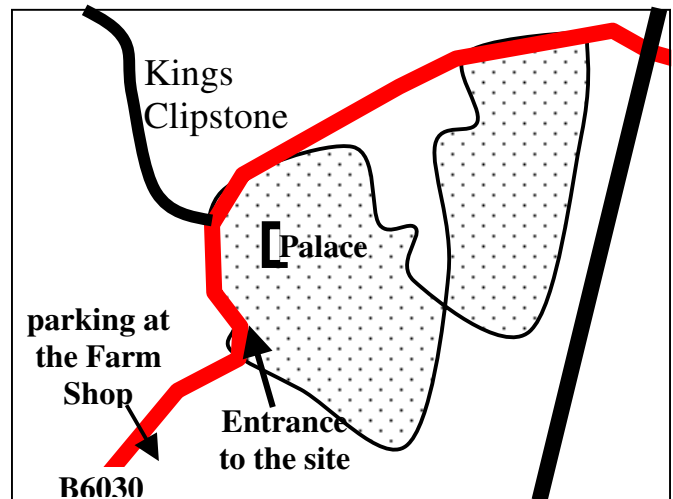 Kings
Clipstone
Palace
parking at
the Farm
Shop
Entrance
to the site
B6030